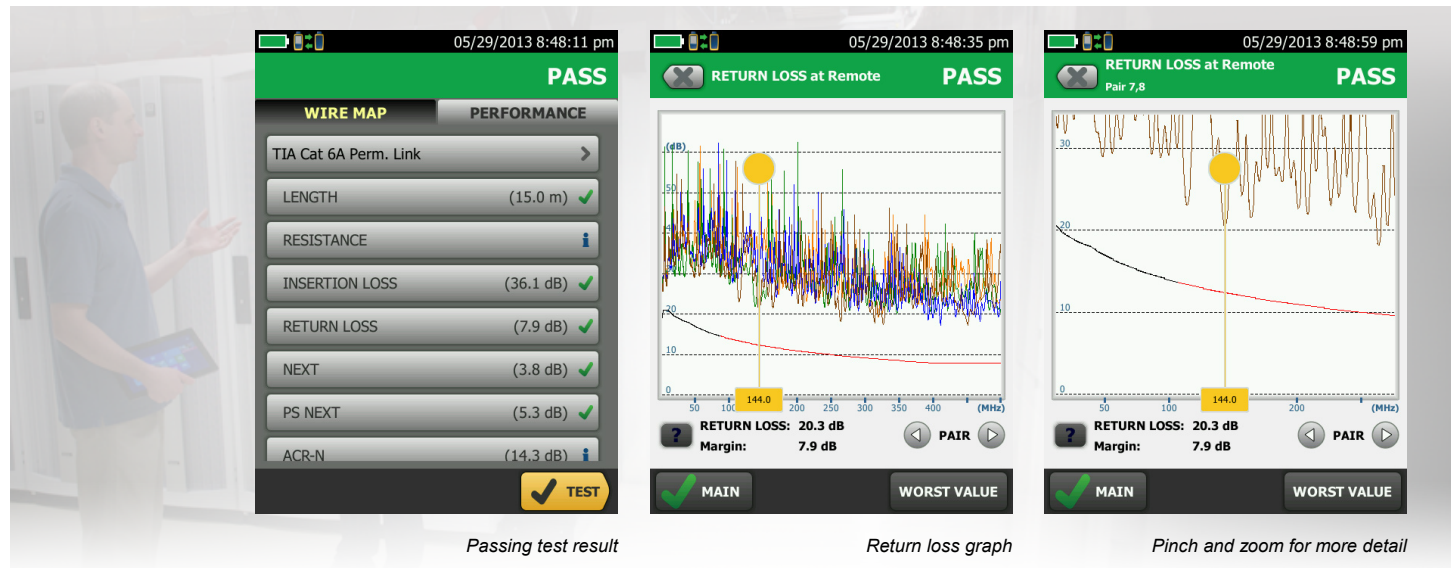 05/29/2013 8:48:11 pm
PASS
WIRE MAP PERFORMANCE
TIA Cat 6A Perm. Link
LENGTH (15.0 m)
RESISTANCE i
INSERTION LOSS (36.1 dB)
RETURN LOSS (7.9 dB)
NEXT (3.8 dB)
PS NEXT (5.3 dB)
ACR-N (14.3 dB) i
TEST
Passing test result
05/29/2013 8:48:35 pm
RETURN LOSS at Remote PASS
(dB)
50
4
20
10
0
144.0
50 100 200 250 300 350 400 (MHz)
? RETURN LOSS: 20.3 dB
Margin: 7.9 dB
PAIR
MAIN WORST VALUE
Return loss graph
05/29/2013 8:48:59 pm
RETURN LOSS at Remote
Pair 7,8
PASS
30
20
10
0
144.0
50 100 200 (MHz)
? RETURN LOSS: 20.3 dB
Margin: 7.9 dB
PAIR
MAIN WORST VALUE
Pinch and zoom for more detail